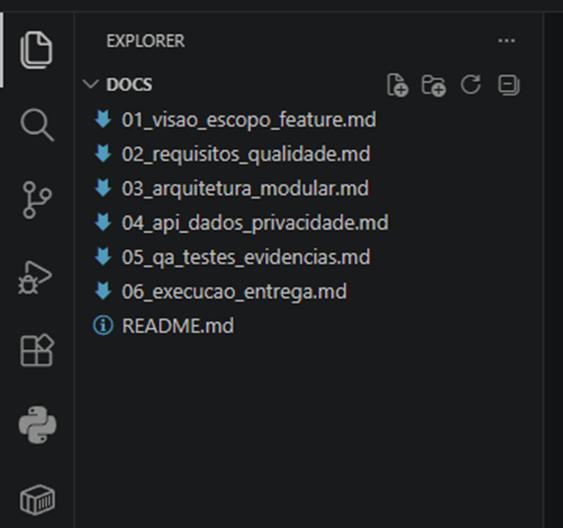 EXPLORER
DOCS
01_visao_escopo_feature.md
02_requisitos_qualidade.md
03_arquitetura_modular.md
04_api_dados_privacidade.md
05_qa_testes_evidencias.md
06_execucao_entrega.md
README.md